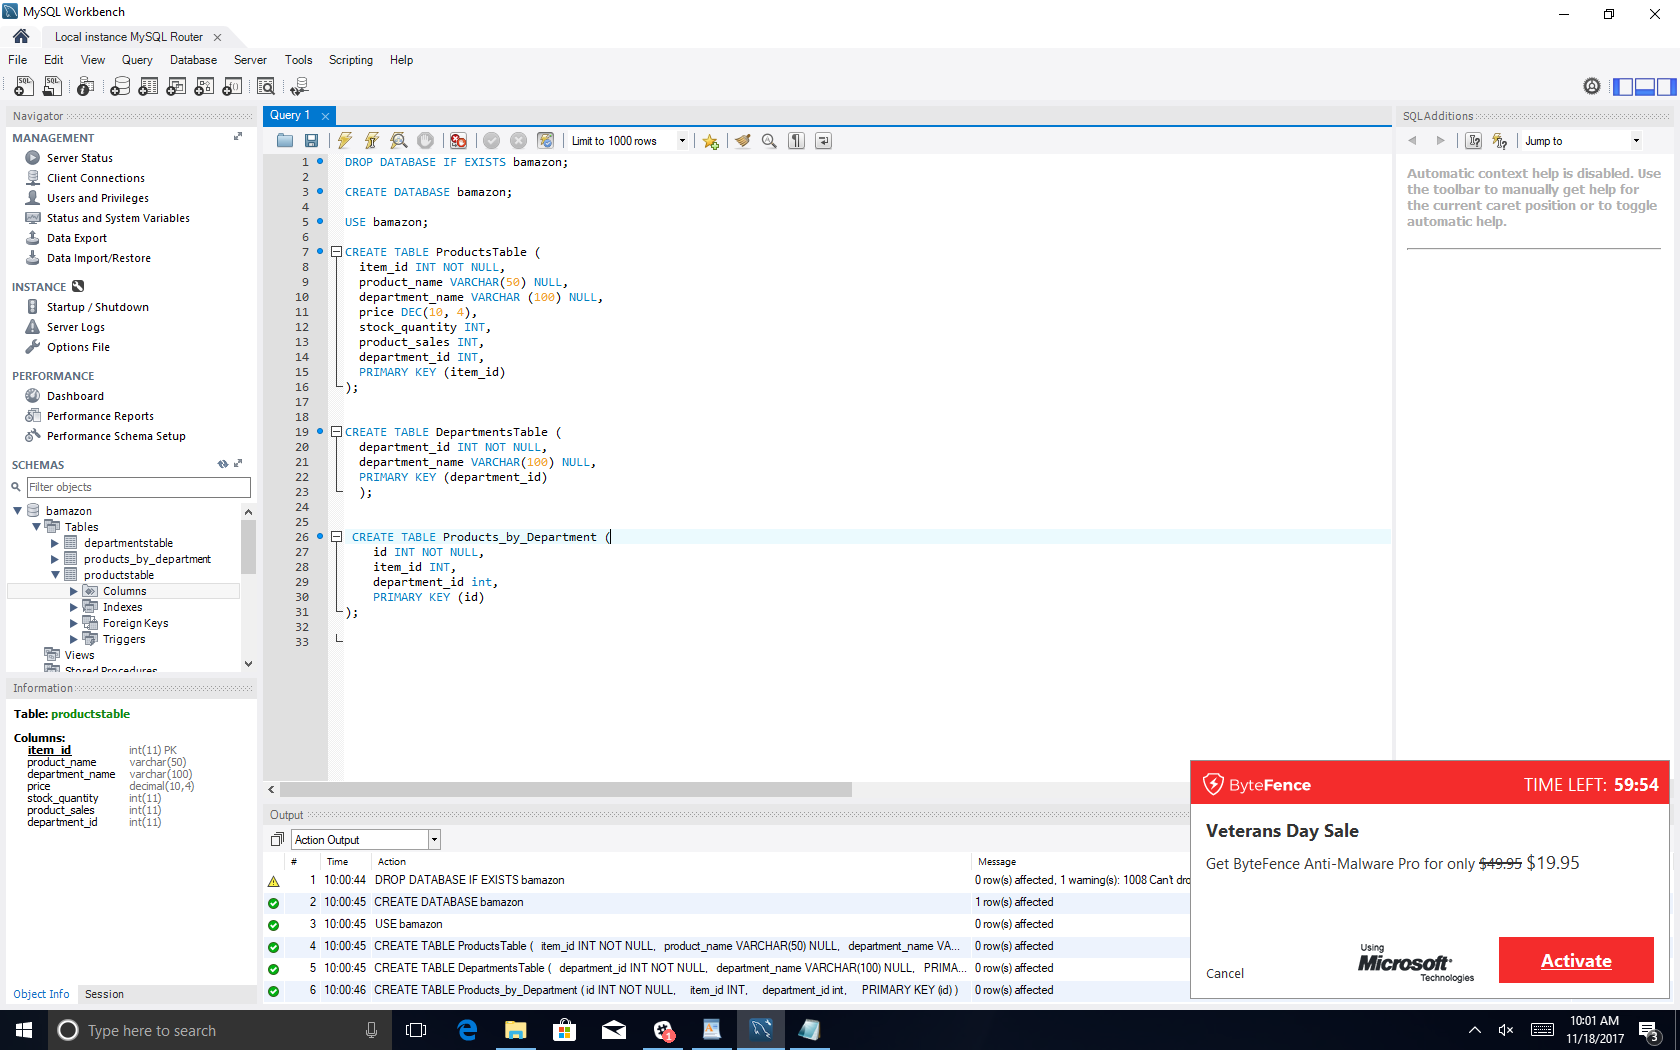 MySQL Workbench
Local instance MySQL Router
File Edit View Query Database Server Tools Scripting Help
Navigator
MANAGEMENT
Server Status
Client Connections
Users and Privileges
Status and System Variables
Data Export
Data Import/Restore
INSTANCE
Startup / Shutdown
Server Logs
Options File
PERFORMANCE
Dashboard
Performance Reports
Performance Schema Setup
SCHEMAS
Filter objects
bamazon
Tables
departmentstable
products_by_department
productstable
Columns
Indexes
Foreign Keys
Triggers
Views
Stored Procedures
Information
Table: productstable
Columns:
item_id int(11) PK
product_name varchar(50)
department_name varchar(100)
price decimal(10,4)
stock_quantity int(11)
product_sales int(11)
department_id int(11)
Object Info Session
Query 1
Limit to 1000 rows
1 DROP DATABASE IF EXISTS bamazon;
2
3 CREATE DATABASE bamazon;
4
5 USE bamazon;
6
7 CREATE TABLE ProductsTable (
8 item_id INT NOT NULL,
9 product_name VARCHAR(50) NULL,
10 department_name VARCHAR (100) NULL,
11 price DEC(10, 4),
12 stock_quantity INT,
13 product_sales INT,
14 department_id INT,
15 PRIMARY KEY (item_id)
16 );
17
18
19 CREATE TABLE DepartmentsTable (
20 department_id INT NOT NULL,
21 department_name VARCHAR(100) NULL,
22 PRIMARY KEY (department_id)
23 );
24
25
26 CREATE TABLE Products_by_Department (
27 id INT NOT NULL,
28 item_id INT,
29 department_id int,
30 PRIMARY KEY (id)
31 );
32
33
SQLAdditions
Jump to
Automatic context help is disabled. Use
the toolbar to manually get help for
the current caret position or to toggle
automatic help.
Output
Action Output
# Time Action Message
1 10:00:44 DROP DATABASE IF EXISTS bamazon 0 row(s) affected, 1 warning(s): 1008 Can't dro
2 10:00:45 CREATE DATABASE bamazon 1 row(s) affected
3 10:00:45 USE bamazon 0 row(s) affected
4 10:00:45 CREATE TABLE ProductsTable ( item_id INT NOT NULL, product_name VARCHAR(50) NULL, department_name VA... 0 row(s) affected
5 10:00:45 CREATE TABLE DepartmentsTable ( department_id INT NOT NULL, department_name VARCHAR(100) NULL, PRIMA... 0 row(s) affected
6 10:00:46 CREATE TABLE Products_by_Department ( id INT NOT NULL, item_id INT, department_id int, PRIMARY KEY (id) ) 0 row(s) affected
ByteFence TIME LEFT: 59:54
Veterans Day Sale
Get ByteFence Anti-Malware Pro for only $49.95 $19.95
Cancel
Using
Microsoft
Technologies
Activate
Type here to search
1
10:01 AM
11/18/2017
3